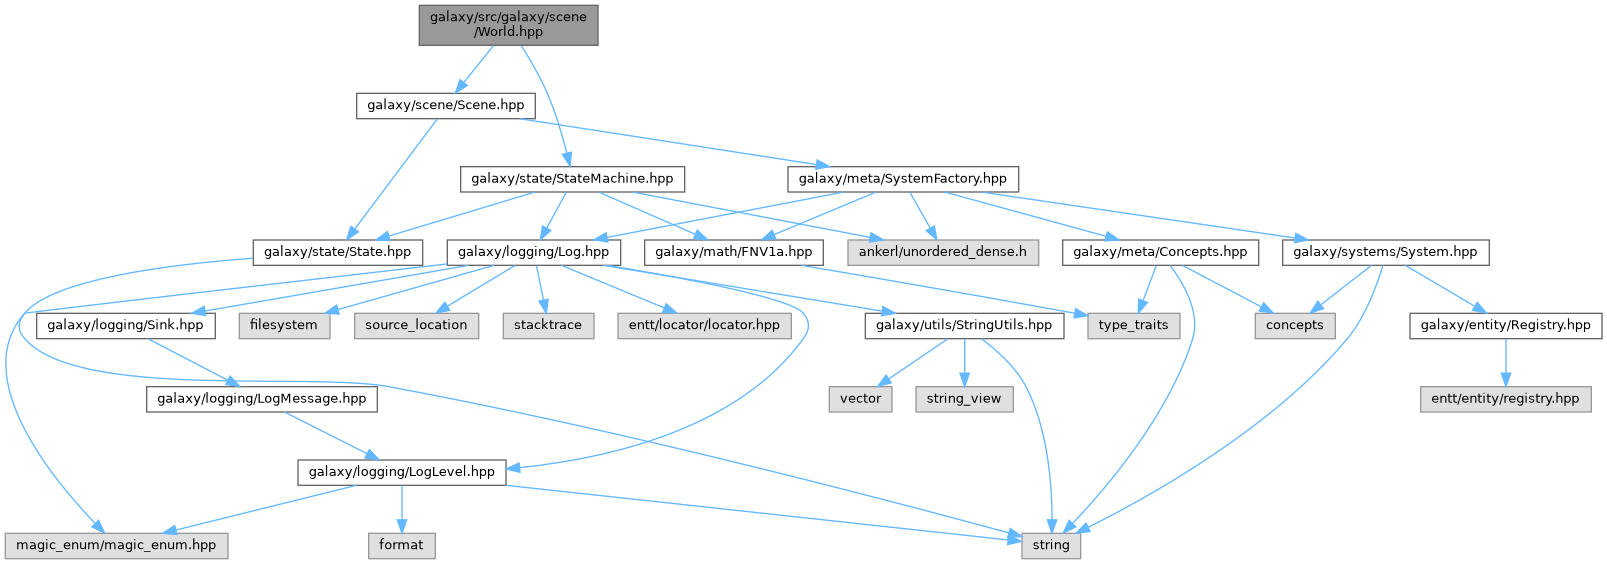 galaxy/src/galaxy/scene
/World.hpp
galaxy/scene/Scene.hpp
galaxy/state/StateMachine.hpp
galaxy/meta/SystemFactory.hpp
galaxy/state/State.hpp
galaxy/logging/Log.hpp
galaxy/math/FNV1a.hpp
ankerl/unordered_dense.h
galaxy/meta/Concepts.hpp
galaxy/systems/System.hpp
galaxy/logging/Sink.hpp
filesystem
source_location
stacktrace
entt/locator/locator.hpp
galaxy/utils/StringUtils.hpp
type_traits
concepts
galaxy/entity/Registry.hpp
galaxy/logging/LogMessage.hpp
vector
string_view
entt/entity/registry.hpp
galaxy/logging/LogLevel.hpp
magic_enum/magic_enum.hpp
format
string